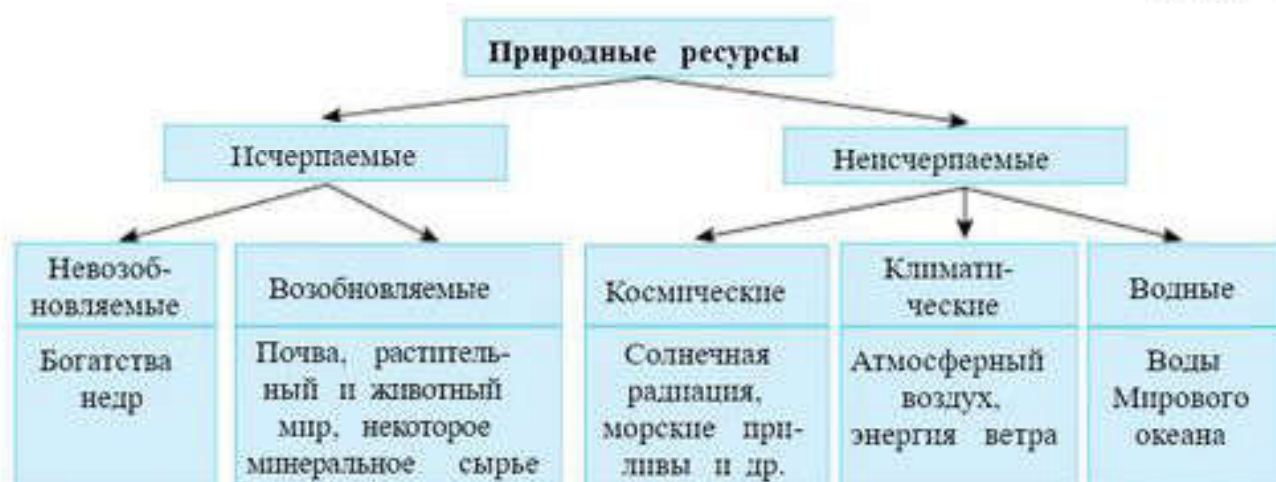 Природные ресурсы
Исчерпаемые
Неисчерпаемые
Невозоб-
новляемые
Возобновляемые
Космические
Климати-
ческие
Водные
Богатства
недр
Почва, раститель-
ный и животный
мир, некоторое
минеральное сырье
Солнечная
радиация,
морские при-
ливы и др.
Атмосферный
воздух,
энергия ветра
Воды
Мирового
океана